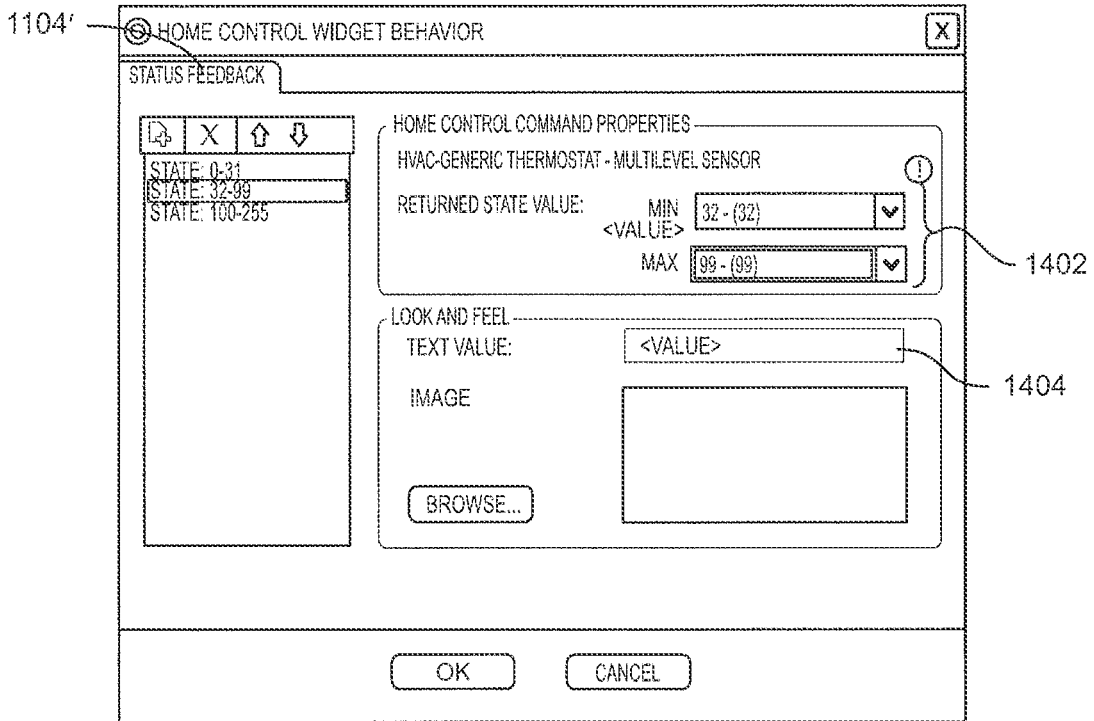 1104'
HOME CONTROL WIDGET BEHAVIOR X
STATUS FEEDBACK
X
STATE: 0-31
STATE: 32-99
STATE: 100-255
HOME CONTROL COMMAND PROPERTIES
HVAC-GENERIC THERMOSTAT - MULTILEVEL SENSOR
RETURNED STATE VALUE: MIN 32 - (32)
<VALUE>
MAX 99 - (99)
1402
LOOK AND FEEL
TEXT VALUE: <VALUE>
1404
IMAGE
BROWSE...
OK CANCEL